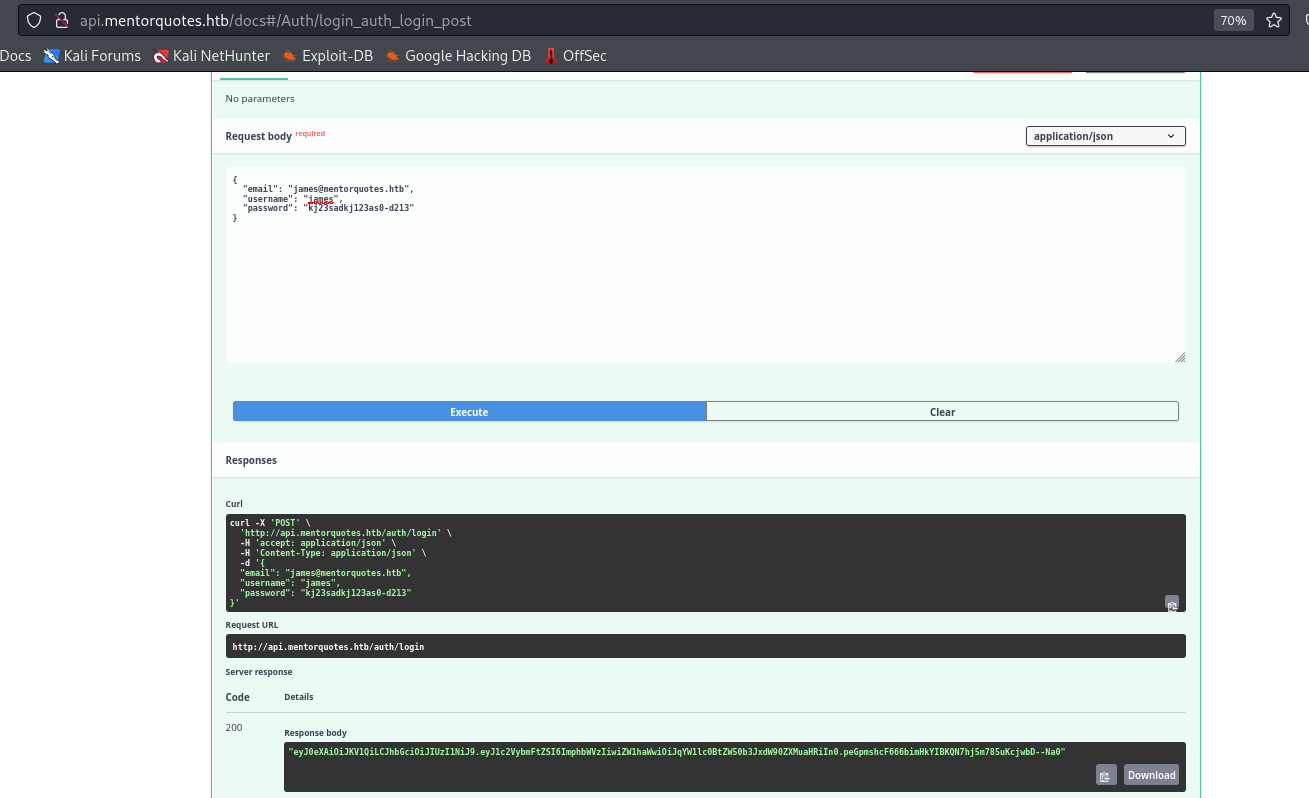 api.mentorquotes.htb/docs#/Auth/login_auth_login_post
70%
Docs Kali Forums Kali NetHunter Exploit-DB Google Hacking DB OffSec
No parameters
Request body required
application/json
{
"email": "james@mentorquotes.htb",
"username": "james",
"password": "kj23sadkj123as0-d213"
}
Execute
Clear
Responses
Curl
curl -X 'POST' \
'http://api.mentorquotes.htb/auth/login' \
-H 'accept: application/json' \
-H 'Content-Type: application/json' \
-d '{
"email": "james@mentorquotes.htb",
"username": "james",
"password": "kj23sadkj123as0-d213"
}'
Request URL
http://api.mentorquotes.htb/auth/login
Server response
Code Details
200
Response body
"eyJ0eXAiOiJKV1QiLCJhbGciOiJIUzI1NiJ9.eyJ1c2VybmFtZSI6ImphbWVzIiwiZW1haWwiOiJqYW1lc0BtZW50b3JxdW90ZXMuaHRiIn0.peGpmshcF666bimHkYIBKQN7hj5m785uKcjwbD--Na0"
Download